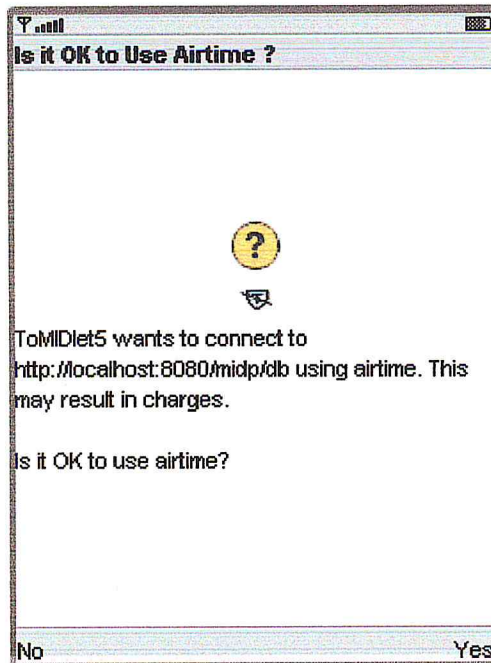 Is it OK to Use Airtime ?
?
ToMIDlet5 wants to connect to
http://localhost:8080/midp/db using airtime. This
may result in charges.
Is it OK to use airtime?
No Yes